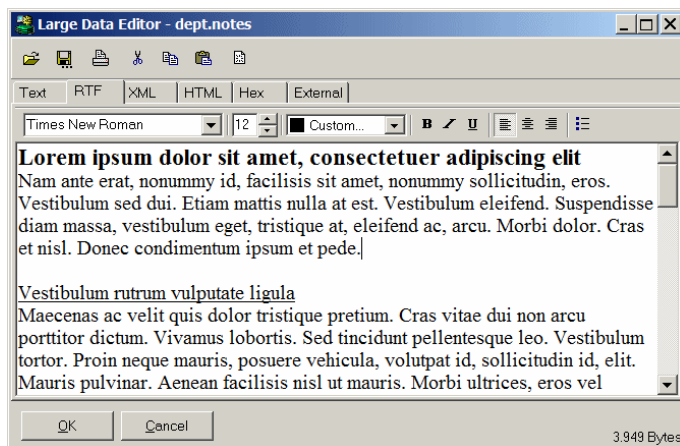 Large Data Editor - dept.notes
Text RTF XML HTML Hex External
Times New Roman 12 Custom... B I U
Lorem ipsum dolor sit amet, consectetuer adipiscing elit
Nam ante erat, nonummy id, facilisis sit amet, nonummy sollicitudin, eros.
Vestibulum sed dui. Etiam mattis nulla at est. Vestibulum eleifend. Suspendisse
diam massa, vestibulum eget, tristique at, eleifend ac, arcu. Morbi dolor. Cras
et nisl. Donec condimentum ipsum et pede.
Vestibulum rutrum vulputate ligula
Maecenas ac velit quis dolor tristique pretium. Cras vitae dui non arcu
porttitor dictum. Vivamus lobortis. Sed tincidunt pellentesque leo. Vestibulum
tortor. Proin neque mauris, posuere vehicula, volutpat id, sollicitudin id, elit.
Mauris pulvinar. Aenean facilisis nisl ut mauris. Morbi ultrices, eros vel
OK Cancel
3.949 Bytes